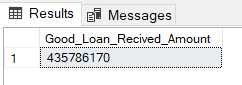 Results Messages
Good_Loan_Recived_Amount
1 435786170